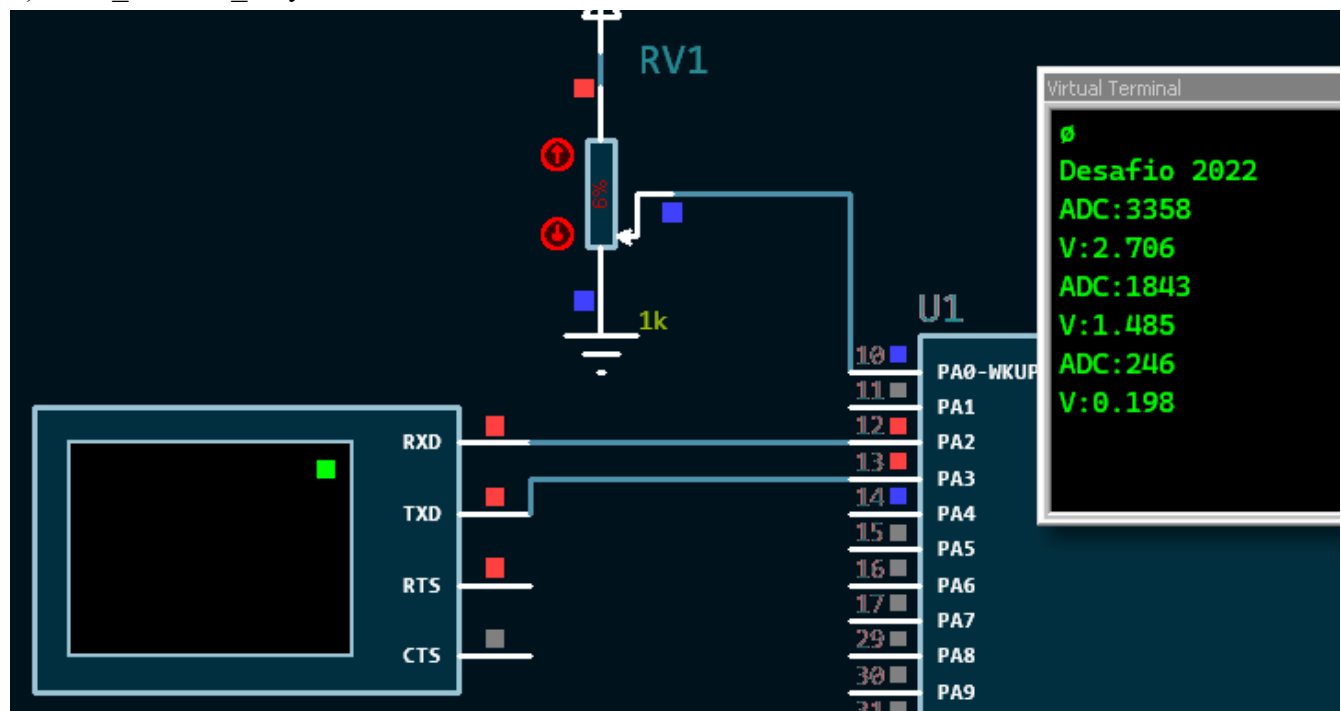 RV1
6%
1k
Virtual Terminal
ø
Desafio 2022
ADC:3358
V:2.706
ADC:1843
V:1.485
ADC:246
V:0.198
U1
10 PA0-WKUP
11 PA1
12 PA2
13 PA3
14 PA4
15 PA5
16 PA6
17 PA7
29 PA8
30 PA9
31
RXD
TXD
RTS
CTS